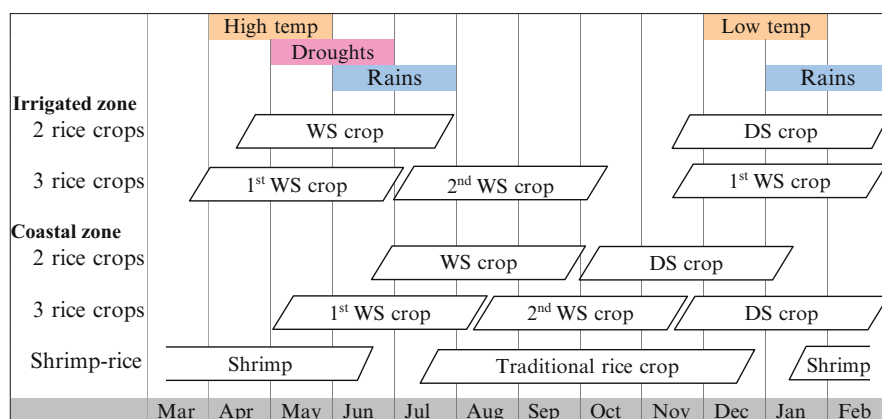 High temp Low temp
Droughts
Rains Rains
Irrigated zone
2 rice crops WS crop DS crop
3 rice crops 1st WS crop 2nd WS crop 1st WS crop
Coastal zone
2 rice crops WS crop DS crop
3 rice crops 1st WS crop 2nd WS crop DS crop
Shrimp-rice Shrimp Traditional rice crop Shrimp
Mar Apr May Jun Jul Aug Sep Oct Nov Dec Jan Feb